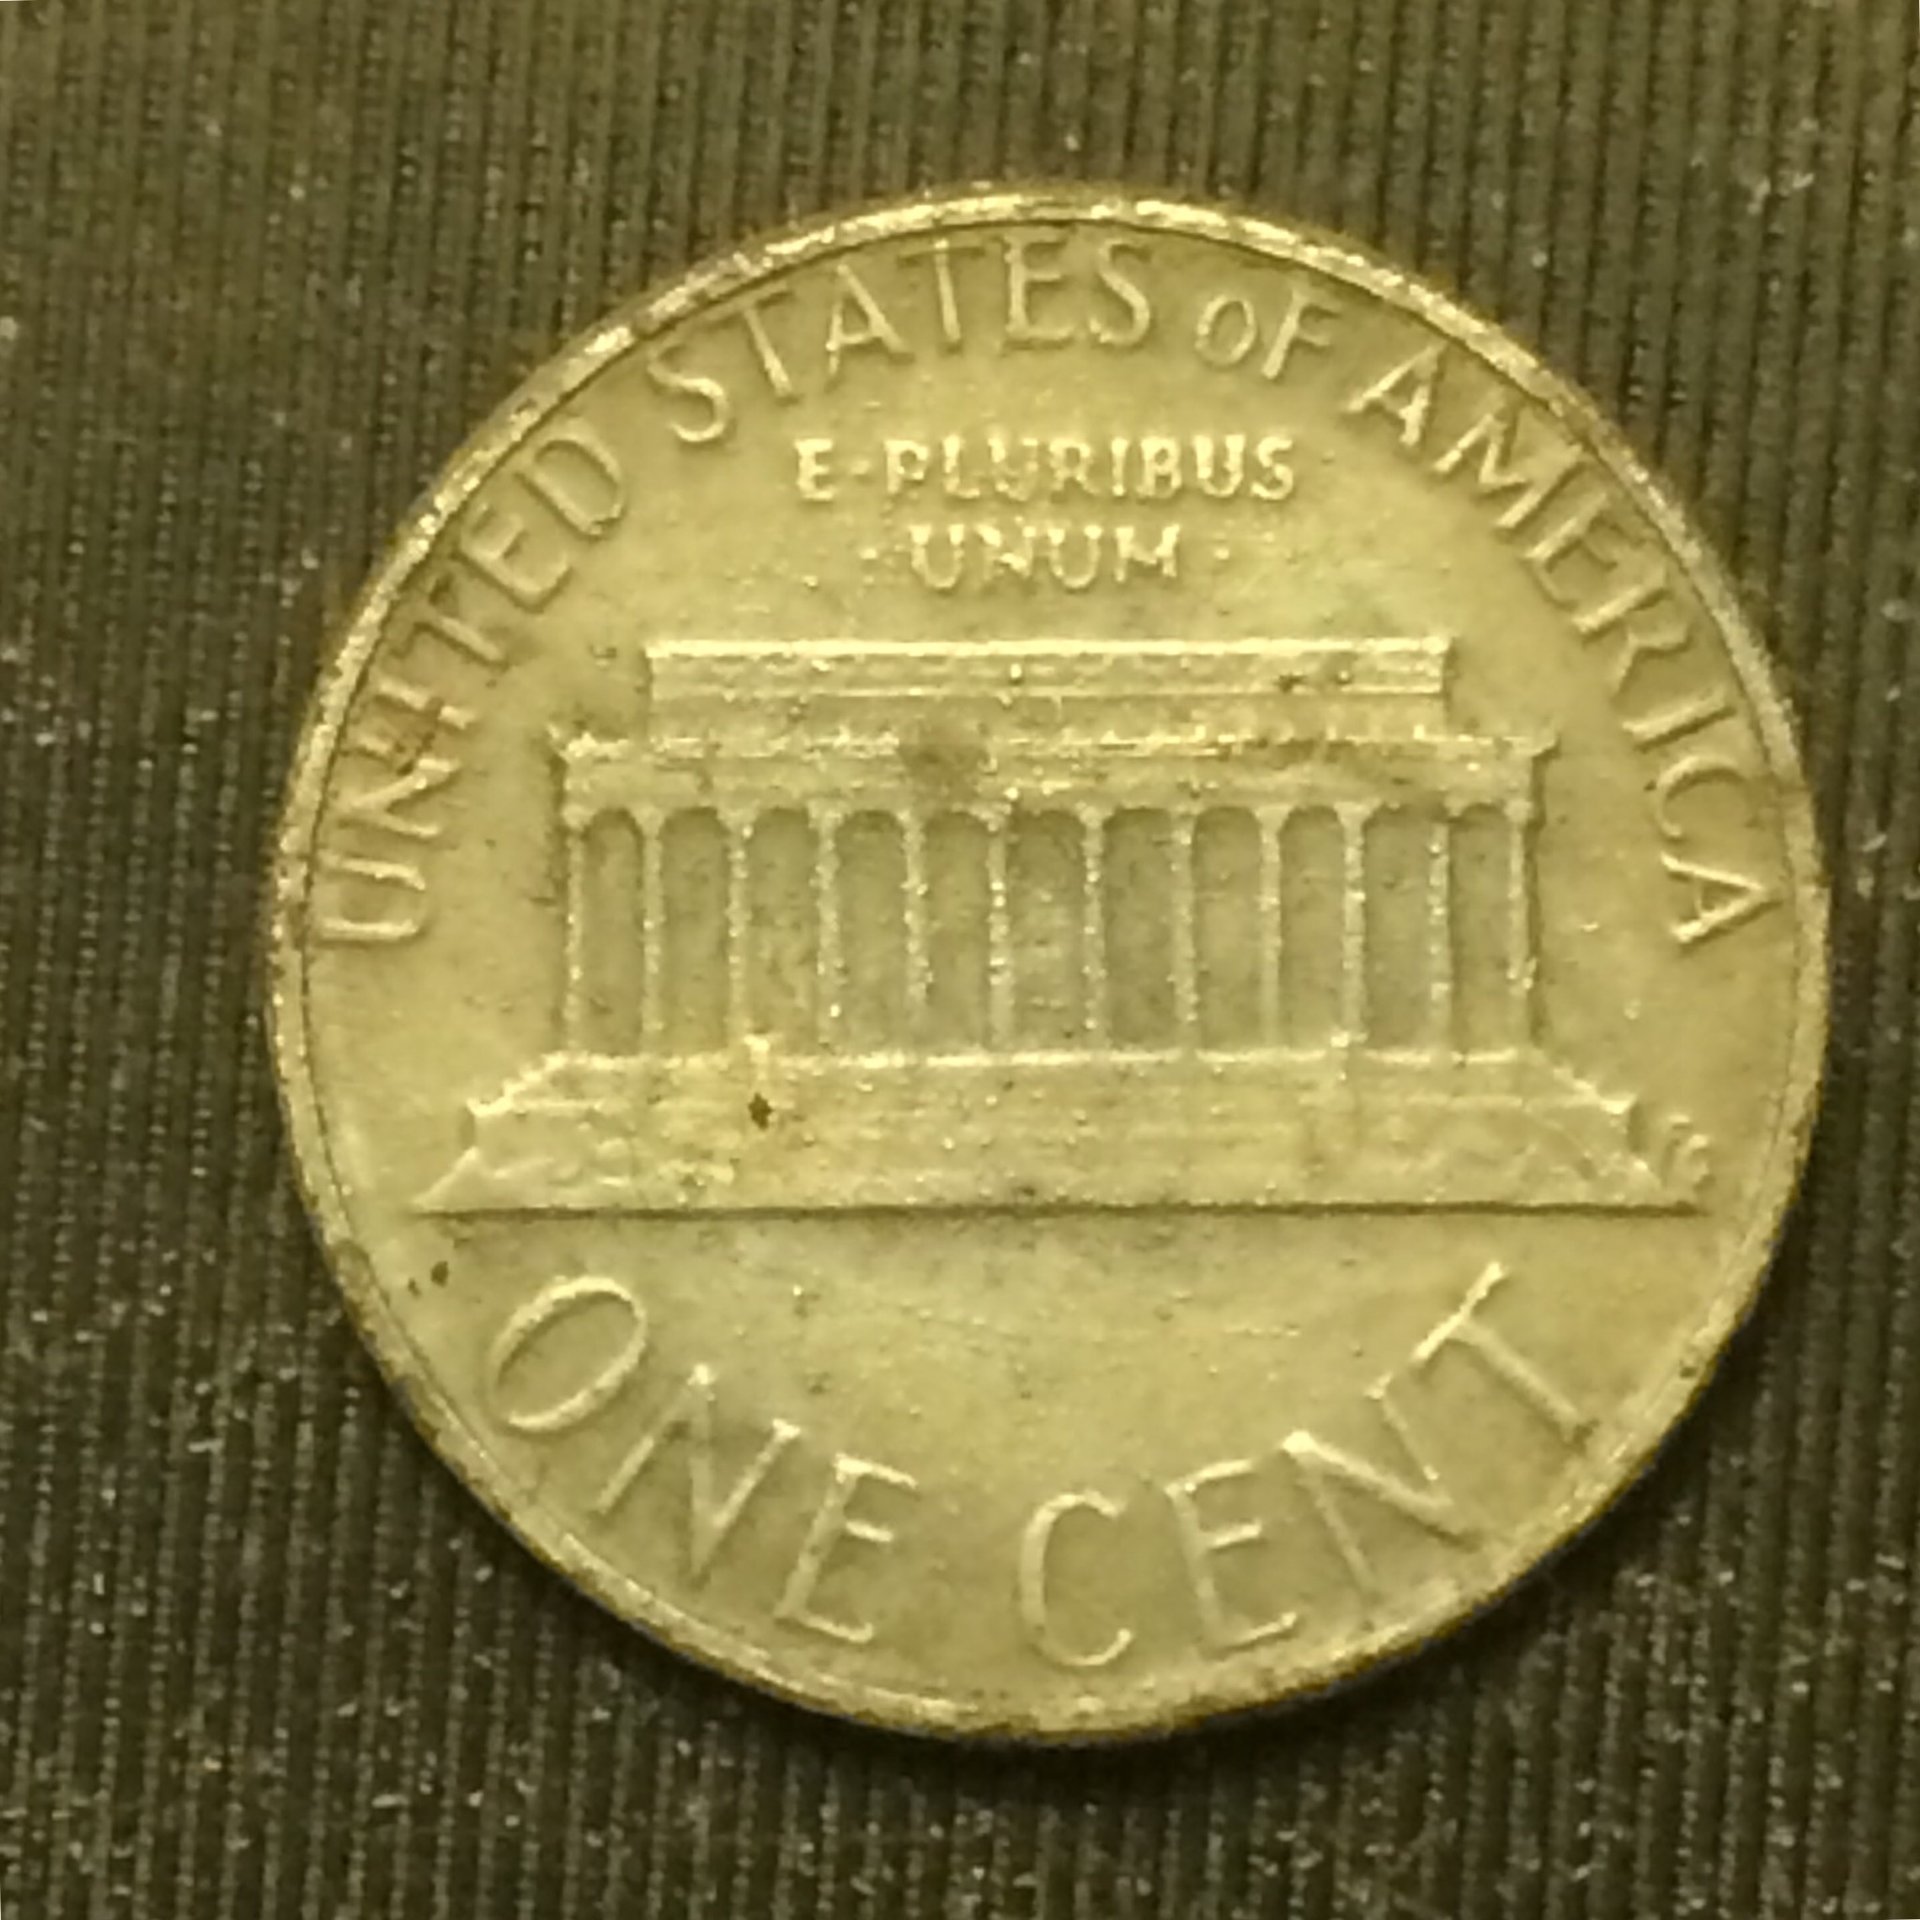 UNITED STATES OF AMERICA
E·PLURIBUS
·UNUM·
ONE CENT